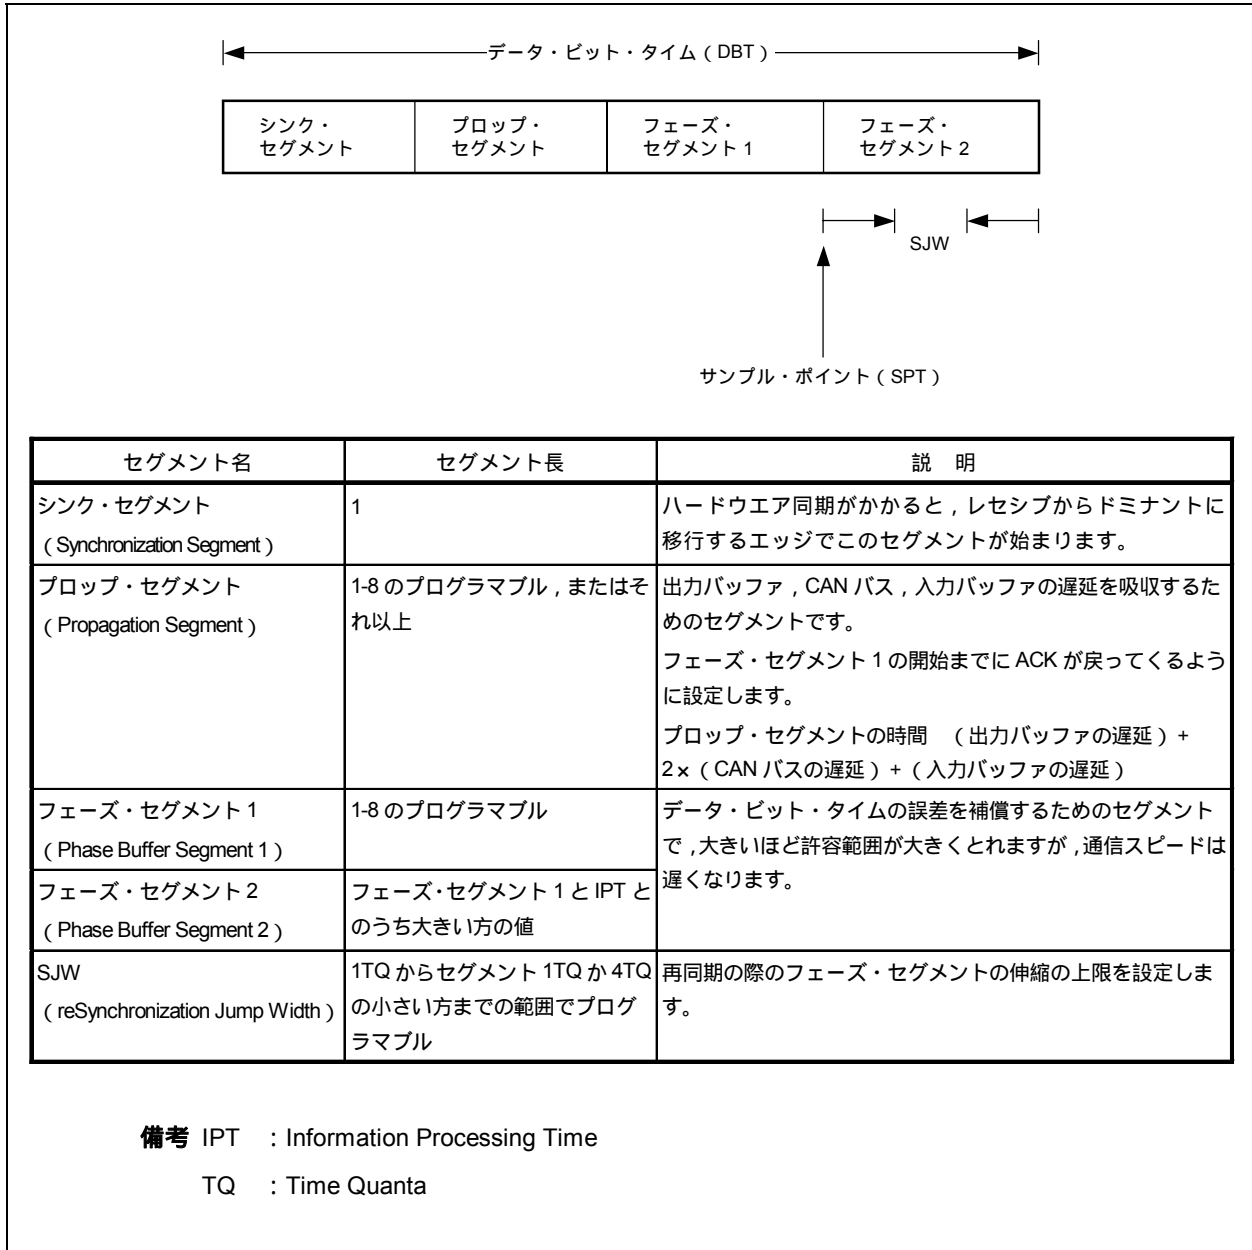 データ・ビット・タイム（DBT）
シンク・
セグメント
プロップ・
セグメント
フェーズ・
セグメント 1
フェーズ・
セグメント 2
SJW
サンプル・ポイント（SPT）
セグメント名
セグメント長
説　明
シンク・セグメント
（Synchronization Segment）
1
ハードウエア同期がかかると，レセシブからドミナントに
移行するエッジでこのセグメントが始まります。
プロップ・セグメント
（Propagation Segment）
1-8 のプログラマブル，またはそ
れ以上
出力バッファ，CAN バス，入力バッファの遅延を吸収するた
めのセグメントです。
フェーズ・セグメント 1 の開始までに ACK が戻ってくるよう
に設定します。
プロップ・セグメントの時間　（出力バッファの遅延）+
2×（CAN バスの遅延）+（入力バッファの遅延）
フェーズ・セグメント 1
（Phase Buffer Segment 1）
1-8 のプログラマブル
データ・ビット・タイムの誤差を補償するためのセグメント
で，大きいほど許容範囲が大きくとれますが，通信スピードは
遅くなります。
フェーズ・セグメント 2
（Phase Buffer Segment 2）
フェーズ・セグメント 1 と IPT と
のうち大きい方の値
SJW
（reSynchronization Jump Width）
1TQ からセグメント 1TQ か 4TQ
の小さい方までの範囲でプログ
ラマブル
再同期の際のフェーズ・セグメントの伸縮の上限を設定しま
す。
備考 IPT ：Information Processing Time
TQ ：Time Quanta